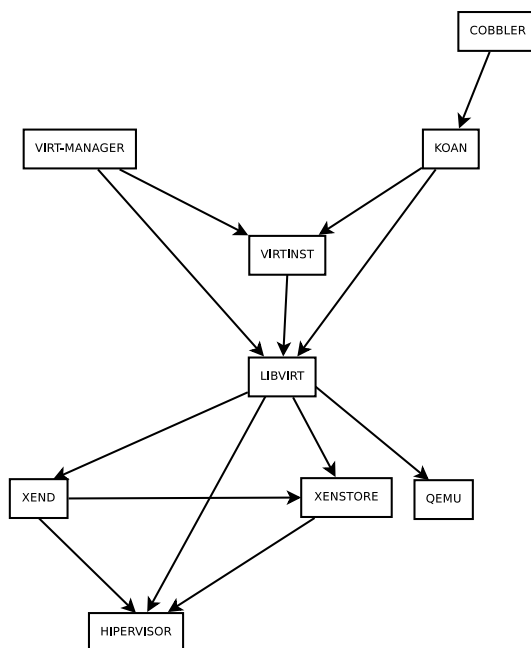 COBBLER
VIRT-MANAGER
KOAN
VIRTINST
LIBVIRT
XEND
XENSTORE
QEMU
HIPERVISOR